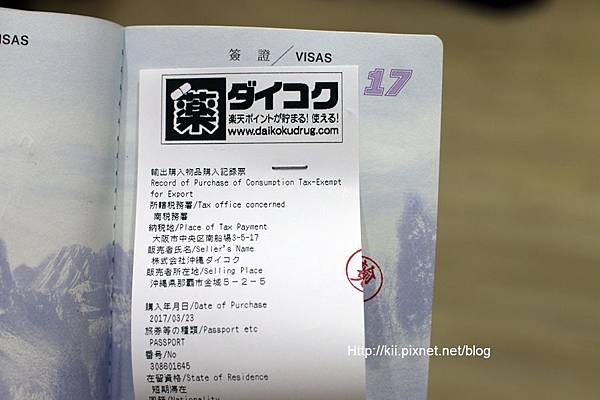 ISAS
簽 證 / VISAS
17
薬
ダイコク
楽天ポイントが貯まる!使える!
www.daikokudrug.com
輸出購入物品購入記録票
Record of Purchase of Consumption Tax-Exempt
for Export
所轄税務署/Tax office concerned
南税務署
納税地/Place of Tax Payment
大阪市中央区南船場3-5-17
販売者氏名/Seller's Name
株式会社沖縄ダイコク
販売者所在地/Selling Place
沖縄県那覇市金城5-2-5
購入年月日/Date of Purchase
2017/03/23
旅券等の種類/Passport etc
PASSPORT
番号/No
308601645
在留資格/State of Residence
短期滞在
国籍/Nationality
Http://kii.pixnet.net/blog